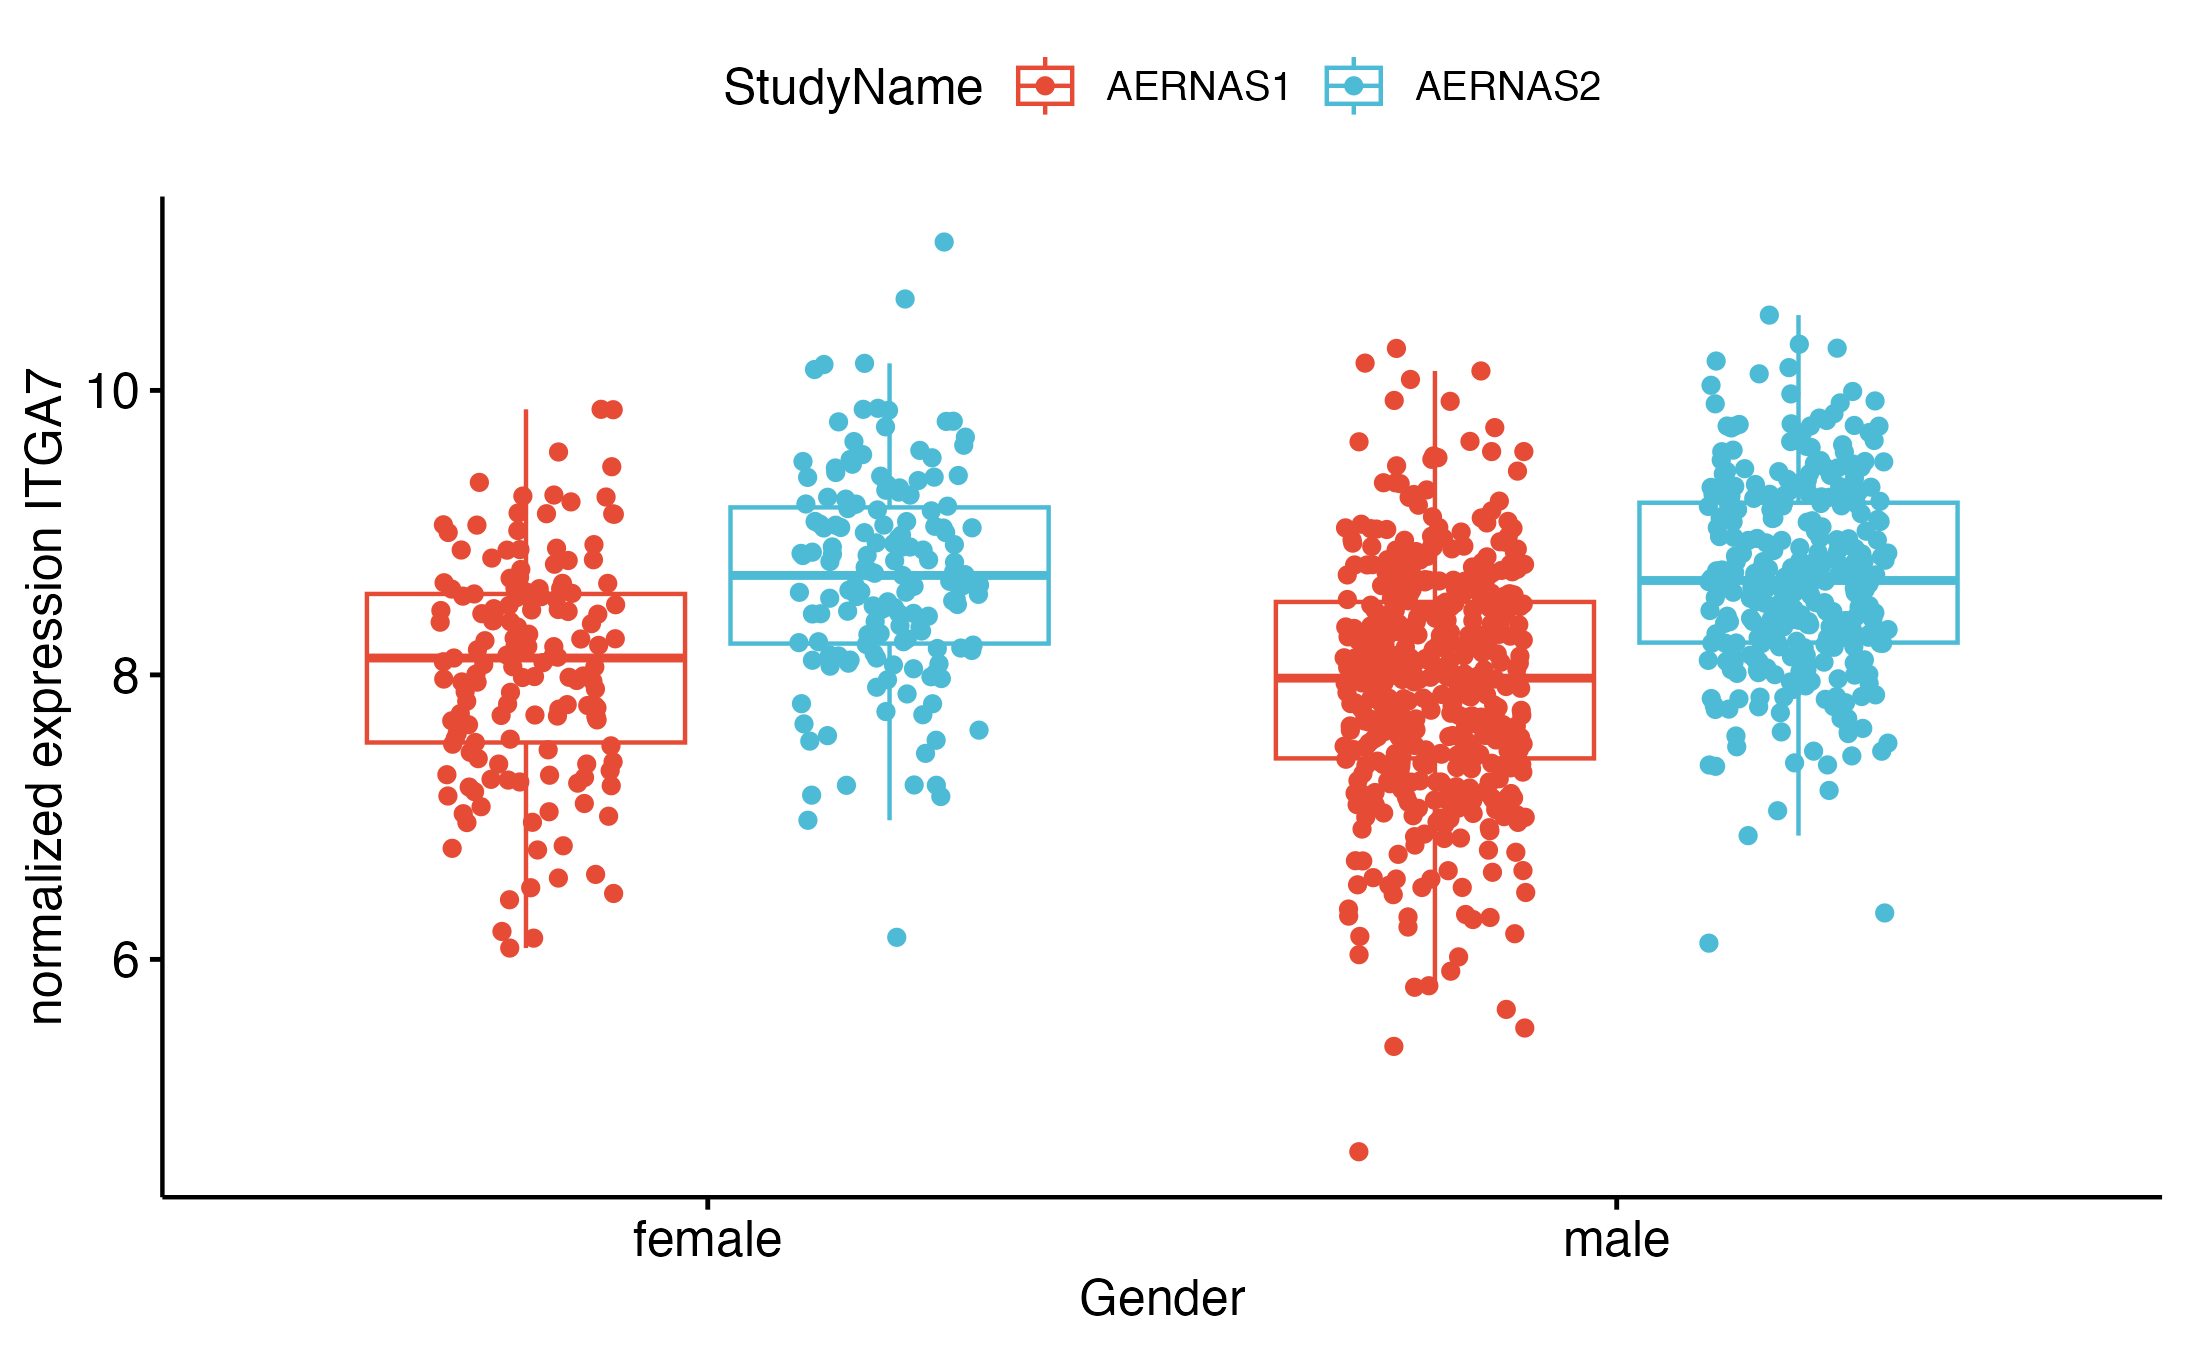 StudyName AERNAS1 AERNAS2
normalized expression ITGA7
10
8
6
female male
Gender